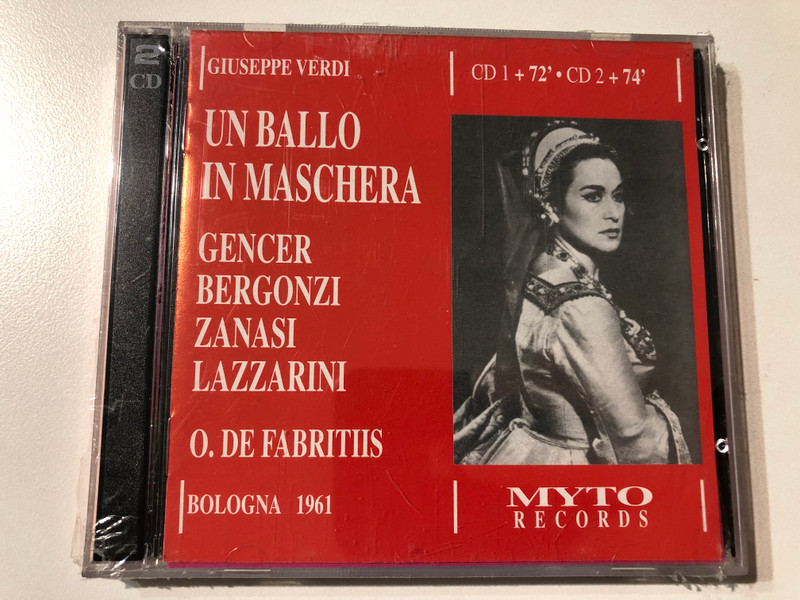 2
CD
GIUSEPPE VERDI
CD 1 + 72' • CD 2 + 74'
UN BALLO
IN MASCHERA
GENCER
BERGONZI
ZANASI
LAZZARINI
O. DE FABRITIIS
BOLOGNA 1961
MYTO
RECORDS